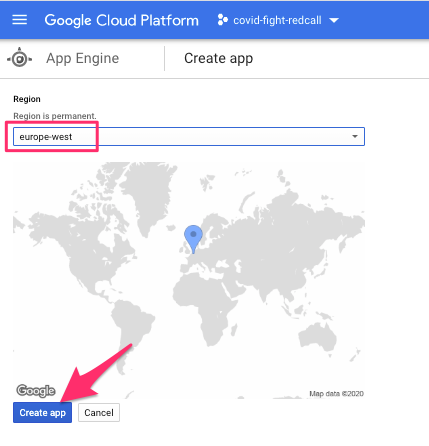 Google Cloud Platform covid-fight-redcall
App Engine Create app
Region
Region is permanent.
europe-west
Google Map data ©2020
Create app Cancel